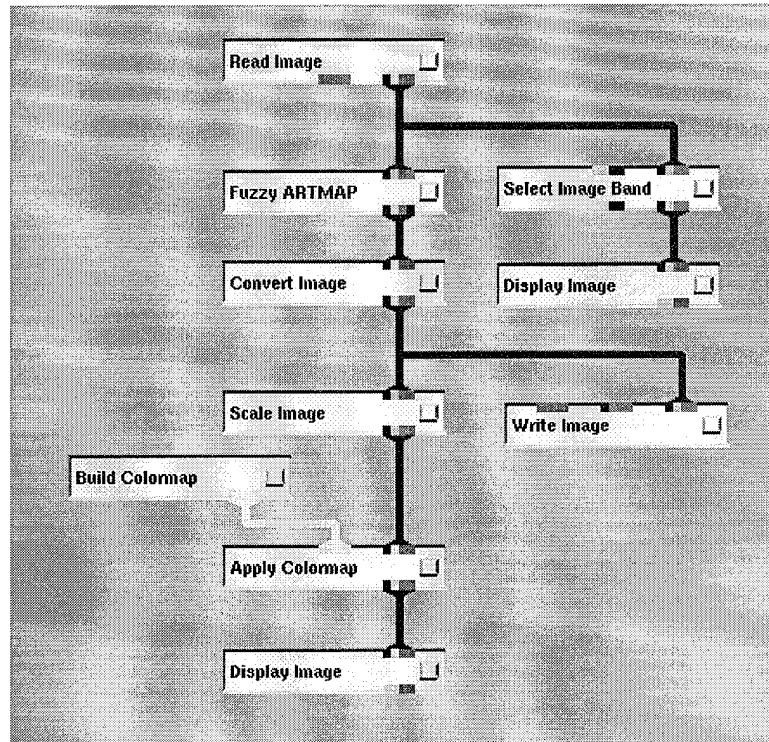 Read Image
Fuzzy ARTMAP
Select Image Band
Convert Image
Display Image
Scale Image
Write Image
Build Colormap
Apply Colormap
Display Image